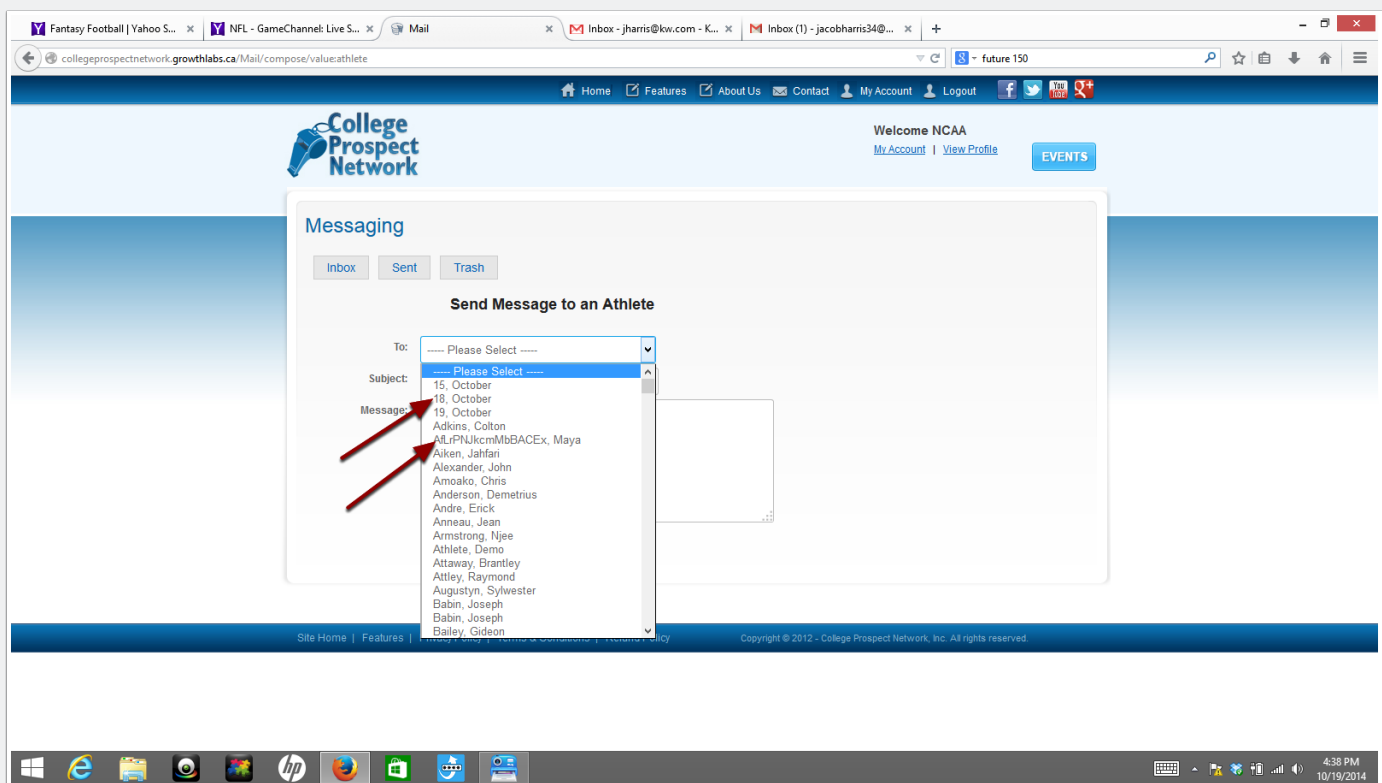 Fantasy Football | Yahoo S... NFL - GameChannel: Live S... Mail Inbox - jharris@kw.com - K... Inbox (1) - jacobharris34@... +
collegeprospectnetwork.growthlabs.ca/Mail/compose/value:athlete 8 future 150
Home Features About Us Contact My Account Logout f You Tube g+
College
Prospect
Network
Welcome NCAA
My Account | View Profile
EVENTS
Messaging
Inbox Sent Trash
Send Message to an Athlete
To: ----- Please Select -----
Subject:
Message:
----- Please Select -----
15, October
18, October
19, October
Adkins, Colton
AfLrPNJkcmMbBACEx, Maya
Aiken, Jahfari
Alexander, John
Amoako, Chris
Anderson, Demetrius
Andre, Erick
Anneau, Jean
Armstrong, Njee
Athlete, Demo
Attaway, Brantley
Attley, Raymond
Augustyn, Sylwester
Babin, Joseph
Babin, Joseph
Bailey, Gideon
Site Home | Features | Copyright © 2012 - College Prospect Network, Inc. All rights reserved.
hp
4:38 PM
10/19/2014